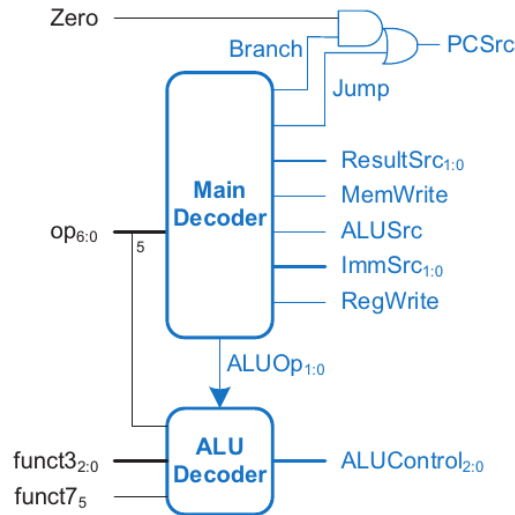 Zero
Branch
PCSrc
Jump
Main
Decoder
ResultSrc1:0
MemWrite
op6:0
5
ALUSrc
ImmSrc1:0
RegWrite
ALUOp1:0
ALU
Decoder
funct32:0
ALUControl2:0
funct75